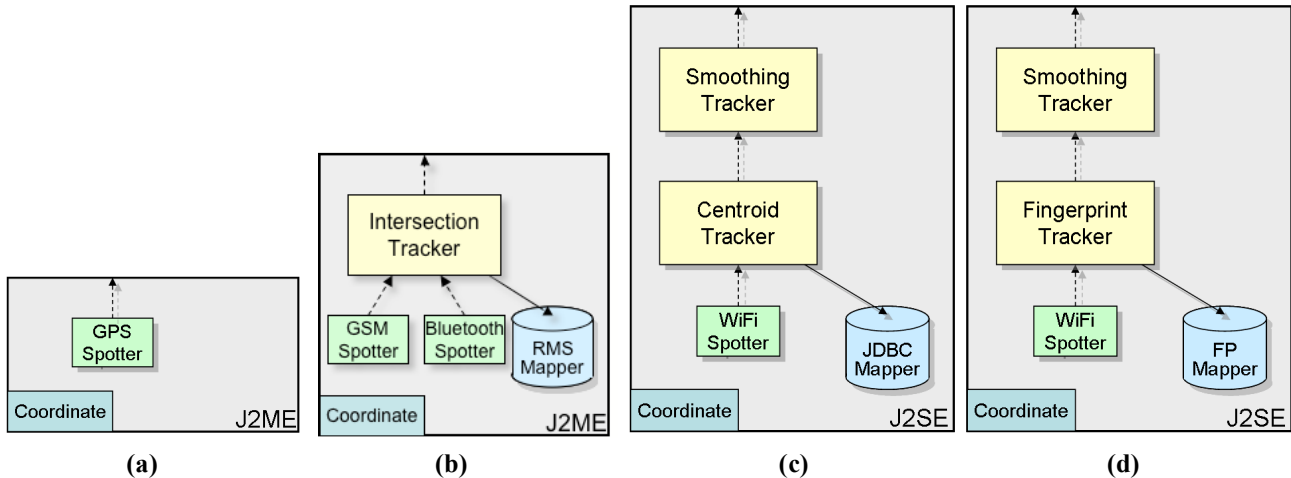 GPS
Spotter
Coordinate
J2ME
(a)
Intersection
Tracker
GSM
Spotter
Bluetooth
Spotter
RMS
Mapper
Coordinate
J2ME
(b)
Smoothing
Tracker
Centroid
Tracker
WiFi
Spotter
JDBC
Mapper
Coordinate
J2SE
(c)
Smoothing
Tracker
Fingerprint
Tracker
WiFi
Spotter
FP
Mapper
Coordinate
J2SE
(d)